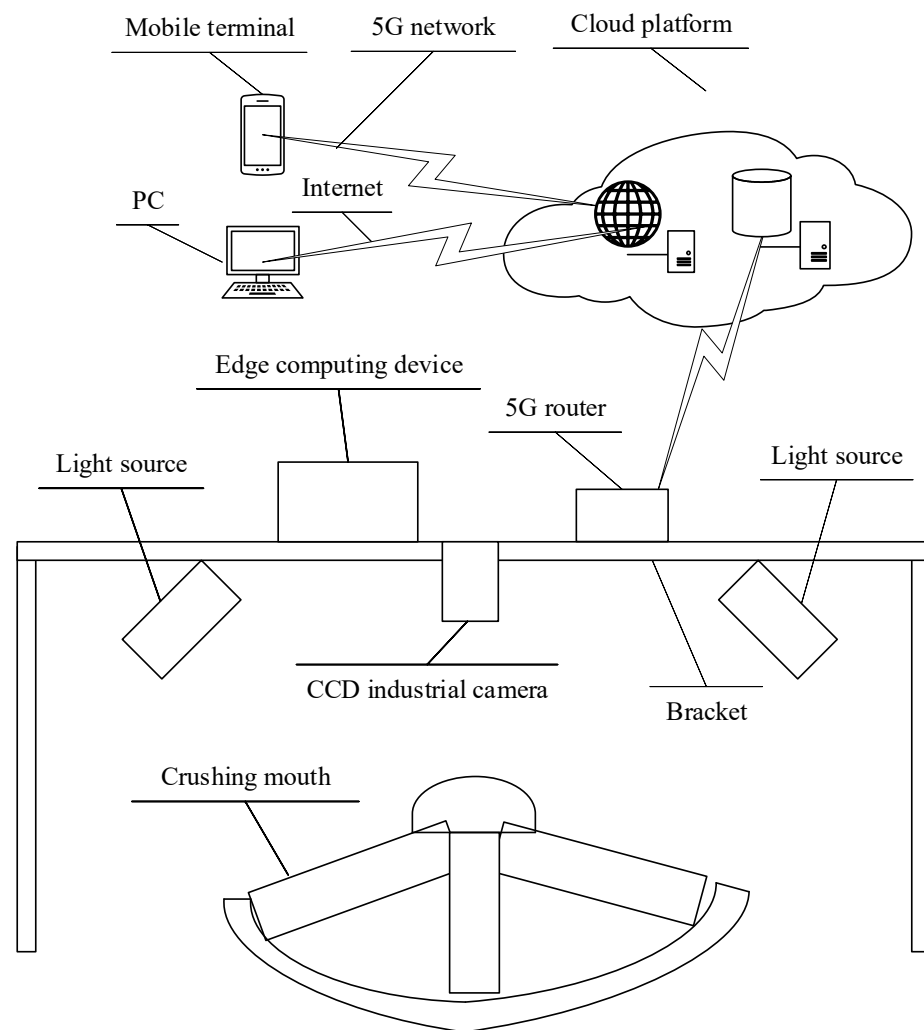 Mobile terminal
5G network
Cloud platform
PC
Internet
Edge computing device
5G router
Light source
Light source
CCD industrial camera
Bracket
Crushing mouth